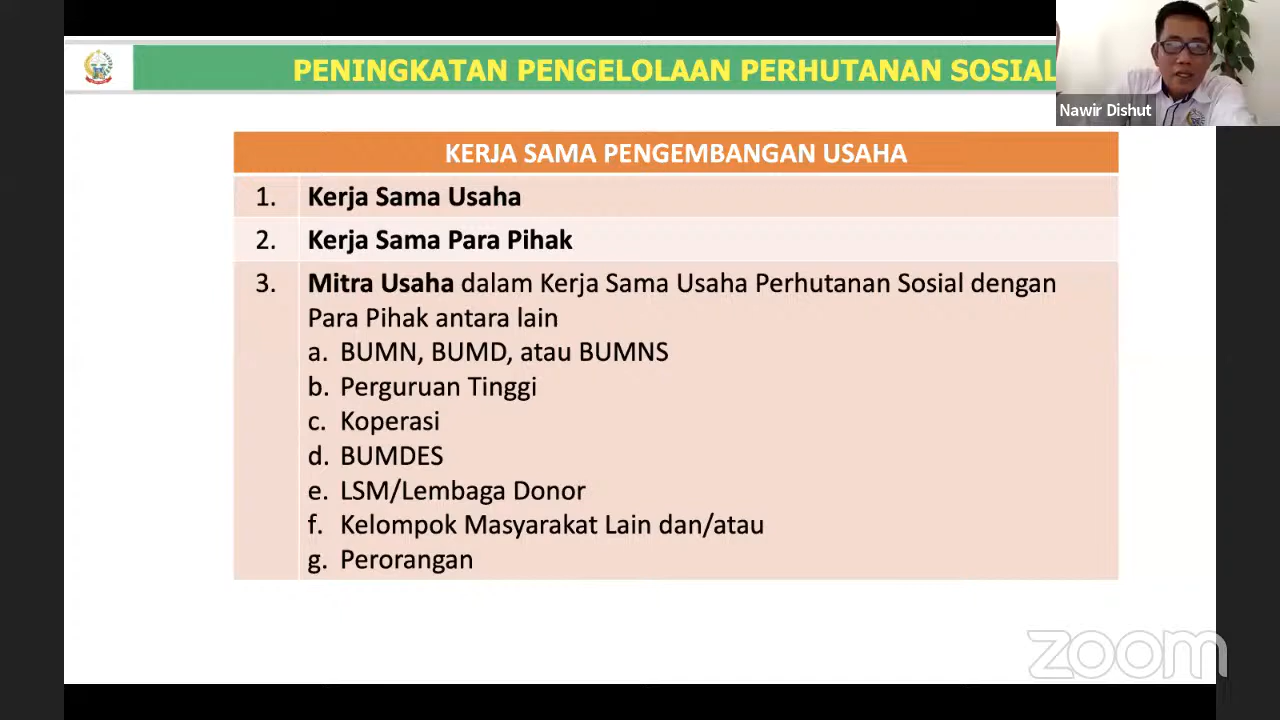 PENINGKATAN PENGELOLAAN PERHUTANAN SOSIAL
Nawir Dishut
KERJA SAMA PENGEMBANGAN USAHA
1. Kerja Sama Usaha
2. Kerja Sama Para Pihak
3. Mitra Usaha dalam Kerja Sama Usaha Perhutanan Sosial dengan
Para Pihak antara lain
a. BUMN, BUMD, atau BUMNS
b. Perguruan Tinggi
c. Koperasi
d. BUMDES
e. LSM/Lembaga Donor
f. Kelompok Masyarakat Lain dan/atau
g. Perorangan
zoom